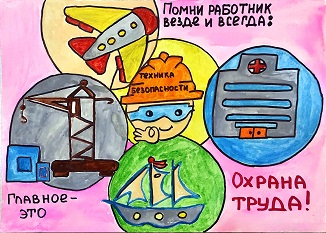 Помни работник
везде и всегда:
техника
безопасности
Главное-
это
Охрана
труда!